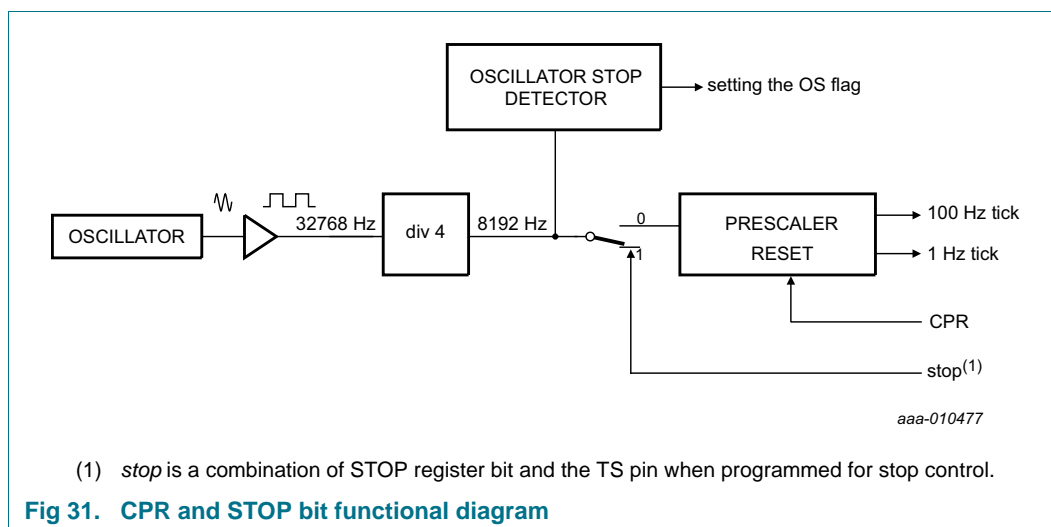 OSCILLATOR STOP
DETECTOR
setting the OS flag
OSCILLATOR
32768 Hz
div 4
8192 Hz
0
1
PRESCALER
RESET
100 Hz tick
1 Hz tick
CPR
stop(1)
aaa-010477
(1) stop is a combination of STOP register bit and the TS pin when programmed for stop control.
Fig 31. CPR and STOP bit functional diagram